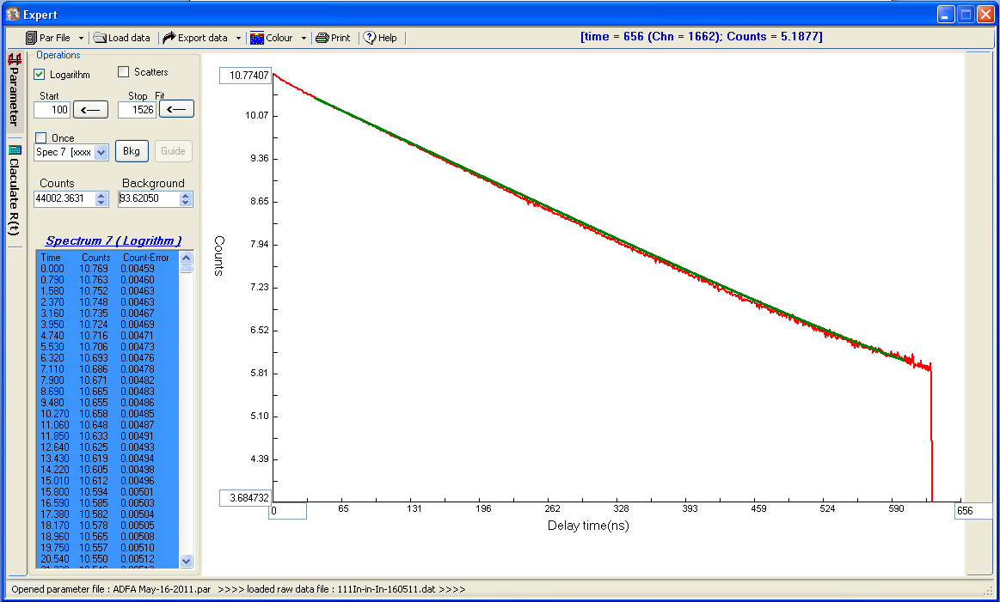 Expert
Par File Load data Export data Colour Print Help [time = 656 (Chn = 1662); Counts = 5.1877]
Parameter
Claculate R(t)
Operations
Logarithm Scatters
Start Stop Fit
100 <— 1526 <—
Once
Spec 7 [xxxx Bkg Guide
Counts Background
44002.3631 93.62050
Spectrum 7 ( Logrithm )
Time Counts Count-Error
0.000 10.769 0.00459
0.790 10.763 0.00460
1.580 10.752 0.00463
2.370 10.748 0.00463
3.160 10.735 0.00467
3.950 10.724 0.00469
4.740 10.716 0.00471
5.530 10.706 0.00473
6.320 10.693 0.00476
7.110 10.686 0.00478
7.900 10.671 0.00482
8.690 10.665 0.00483
9.480 10.655 0.00486
10.270 10.658 0.00485
11.060 10.648 0.00487
11.850 10.633 0.00491
12.640 10.625 0.00493
13.430 10.619 0.00494
14.220 10.605 0.00498
15.010 10.612 0.00496
15.800 10.594 0.00501
16.590 10.585 0.00503
17.380 10.582 0.00504
18.170 10.578 0.00505
18.960 10.565 0.00508
19.750 10.557 0.00510
20.540 10.550 0.00512
10.77407
10.07
9.36
8.65
7.94
7.23
6.52
5.81
5.10
4.39
3.684732
Counts
0 65 131 196 262 328 393 459 524 590 656
Delay time(ns)
Opened parameter file : ADFA May-16-2011.par >>>> loaded raw data file : 111In-in-In-160511.dat >>>>